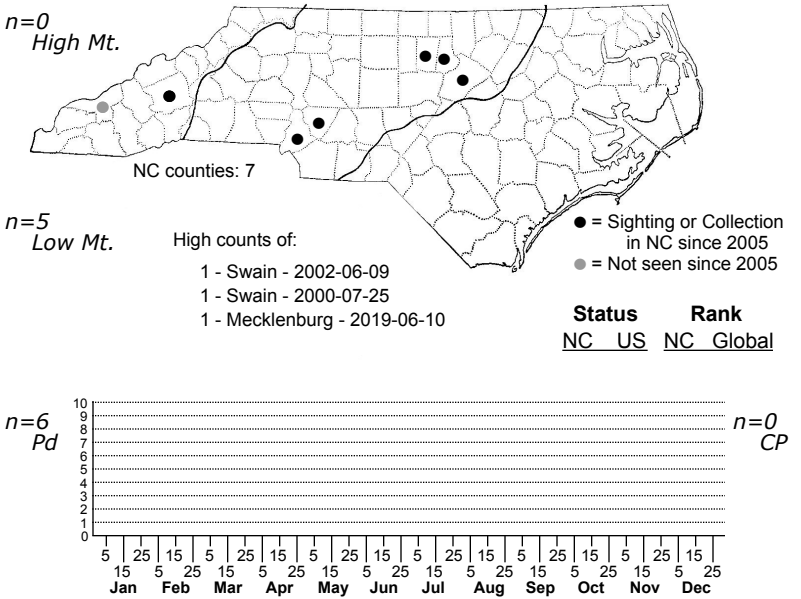 n=0
High Mt.
NC counties: 7
n=5
Low Mt.
High counts of:
1 - Swain - 2002-06-09
1 - Swain - 2000-07-25
1 - Mecklenburg - 2019-06-10
= Sighting or Collection
in NC since 2005
= Not seen since 2005
Status Rank
NC US NC Global
n=6
Pd
n=0
CP
10
9
8
7
6
5
4
3
2
1
0
5 25 15 5 25 15 5 25 15 5 25 15 5 25 15 5 25 15
15 5 25 15 5 25 15 5 25 15 5 25 15 5 25 15 5 25
Jan Feb Mar Apr May Jun Jul Aug Sep Oct Nov Dec